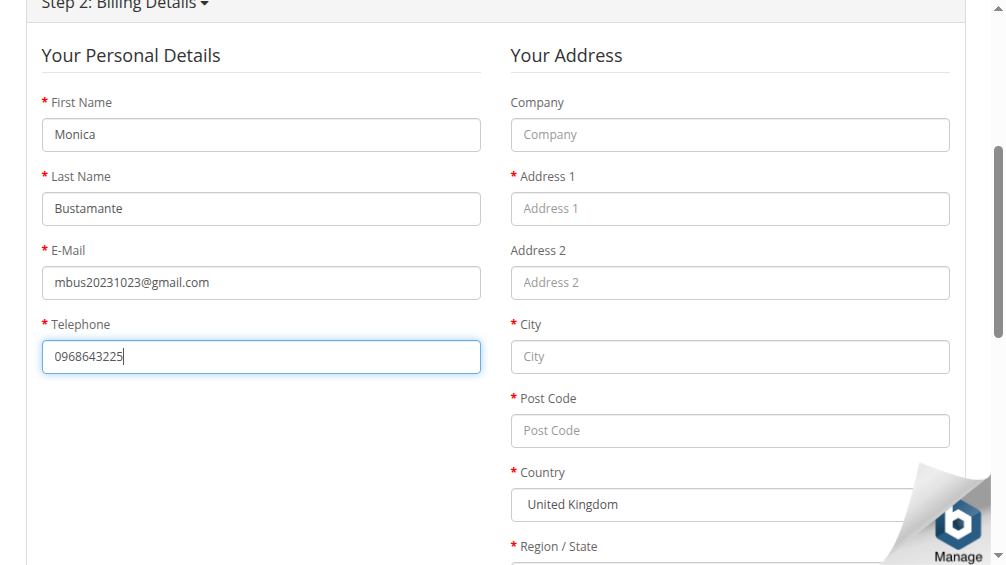 Step 2: Billing Details
Your Personal Details
* First Name
Monica
* Last Name
Bustamante
* E-Mail
mbus20231023@gmail.com
* Telephone
0968643225
Your Address
Company
Company
* Address 1
Address 1
Address 2
Address 2
* City
City
* Post Code
Post Code
* Country
United Kingdom
* Region / State
Manage